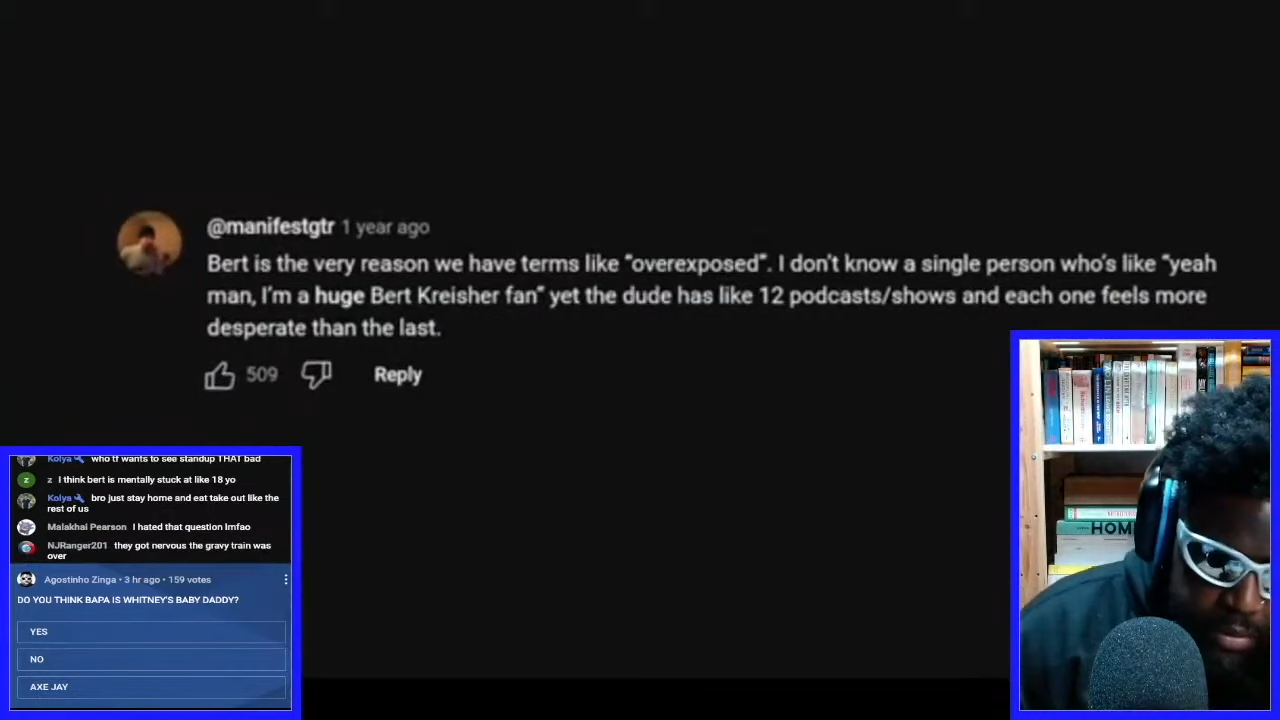 @manifestgtr 1 year ago
Bert is the very reason we have terms like “overexposed”. I don’t know a single person who’s like “yeah
man, I’m a huge Bert Kreisher fan” yet the dude has like 12 podcasts/shows and each one feels more
desperate than the last.
509 Reply
Kolya who tf wants to see standup THAT bad
z z I think bert is mentally stuck at like 18 yo
Kolya bro just stay home and eat take out like the
rest of us
Malakhai Pearson I hated that question lmfao
NJRanger201 they got nervous the gravy train was
over
Agostinho Zinga • 3 hr ago • 159 votes
DO YOU THINK BAPA IS WHITNEY'S BABY DADDY?
YES
NO
AXE JAY
HOM